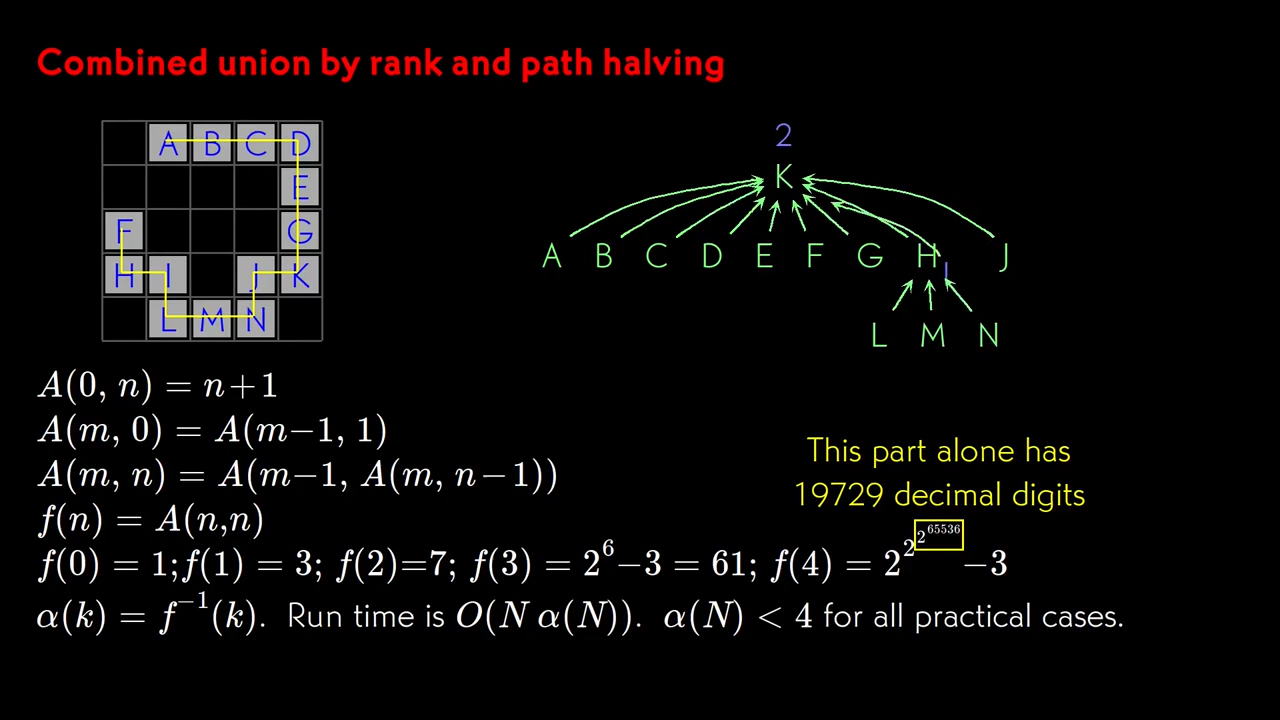 Combined union by rank and path halving
A B C D
E
F G
H I J K
L M N
2
K
A B C D E F G H J
1
L M N
A(0, n) = n+1
A(m, 0) = A(m−1, 1)
A(m, n) = A(m−1, A(m, n−1))
f(n) = A(n,n)
This part alone has
19729 decimal digits
f(0) = 1;f(1) = 3; f(2)=7; f(3) = 2^6−3 = 61; f(4) = 2^2^2^65536−3
α(k) = f^−1(k). Run time is O(N α(N)). α(N) < 4 for all practical cases.